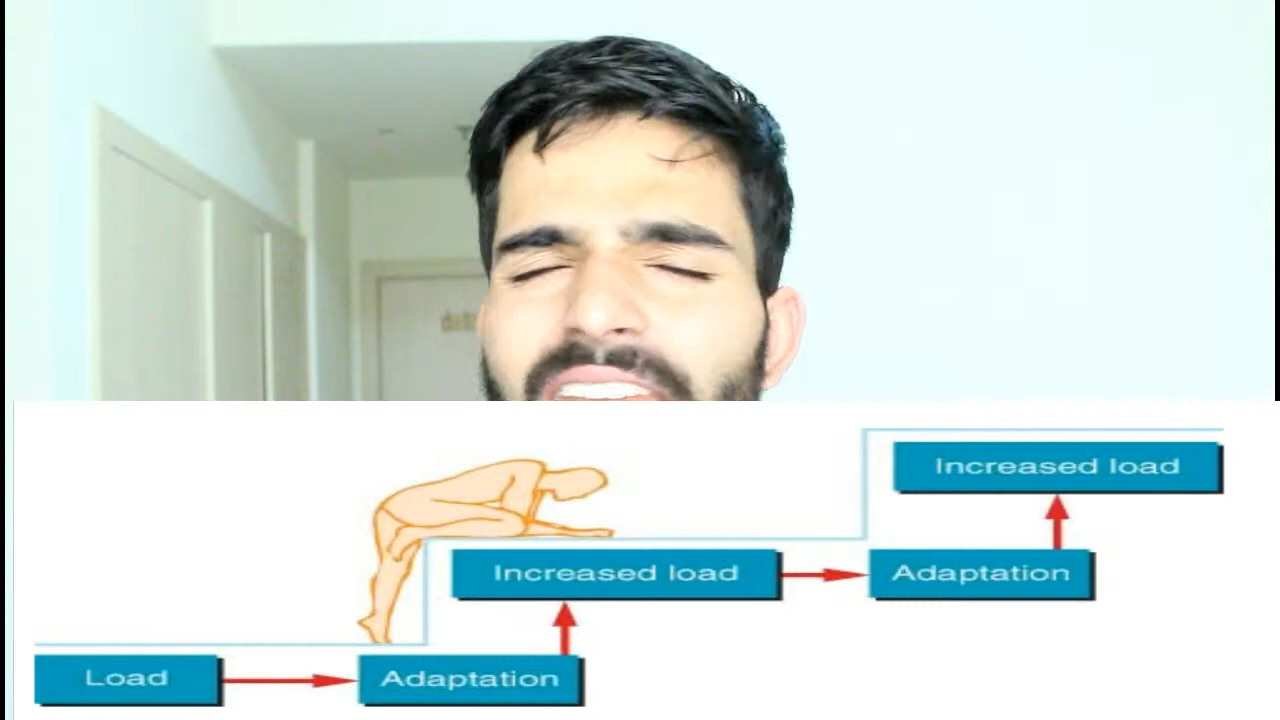 Increased load
Increased load
Adaptation
Load
Adaptation